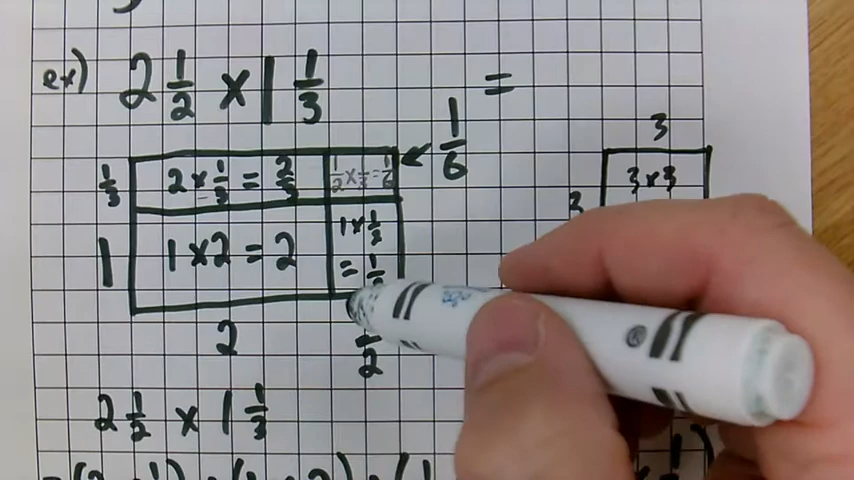 ex) 2 1/2 x 1 1/3 =
1/3 2 x 1/3 = 2/3 1/2 x 1/3 = 1/6 ← 1/6
1 1 x 2 = 2 1 x 1/2 = 1/2
2 1/2
3
3 3 x 3
2 1/2 x 1 1/3